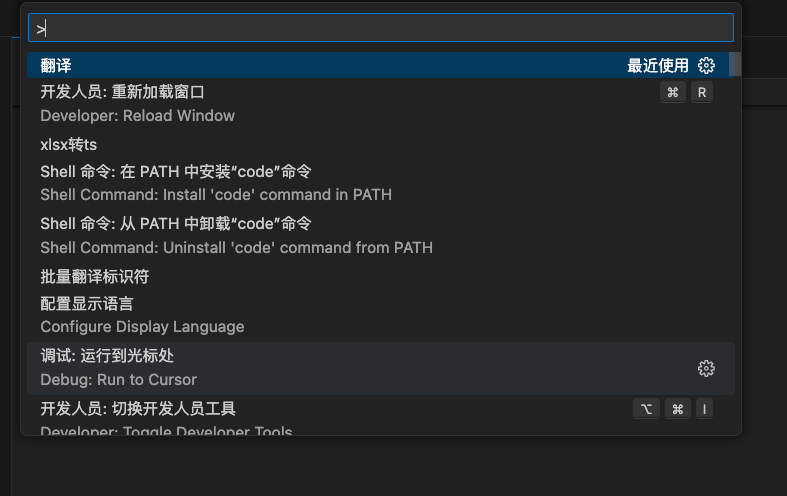 >
翻译 最近使用
开发人员: 重新加载窗口 ⌘ R
Developer: Reload Window
xlsx转ts
Shell 命令: 在 PATH 中安装“code”命令
Shell Command: Install 'code' command in PATH
Shell 命令: 从 PATH 中卸载“code”命令
Shell Command: Uninstall 'code' command from PATH
批量翻译标识符
配置显示语言
Configure Display Language
调试: 运行到光标处
Debug: Run to Cursor
开发人员: 切换开发人员工具 ⌥ ⌘ I
Developer: Toggle Developer Tools